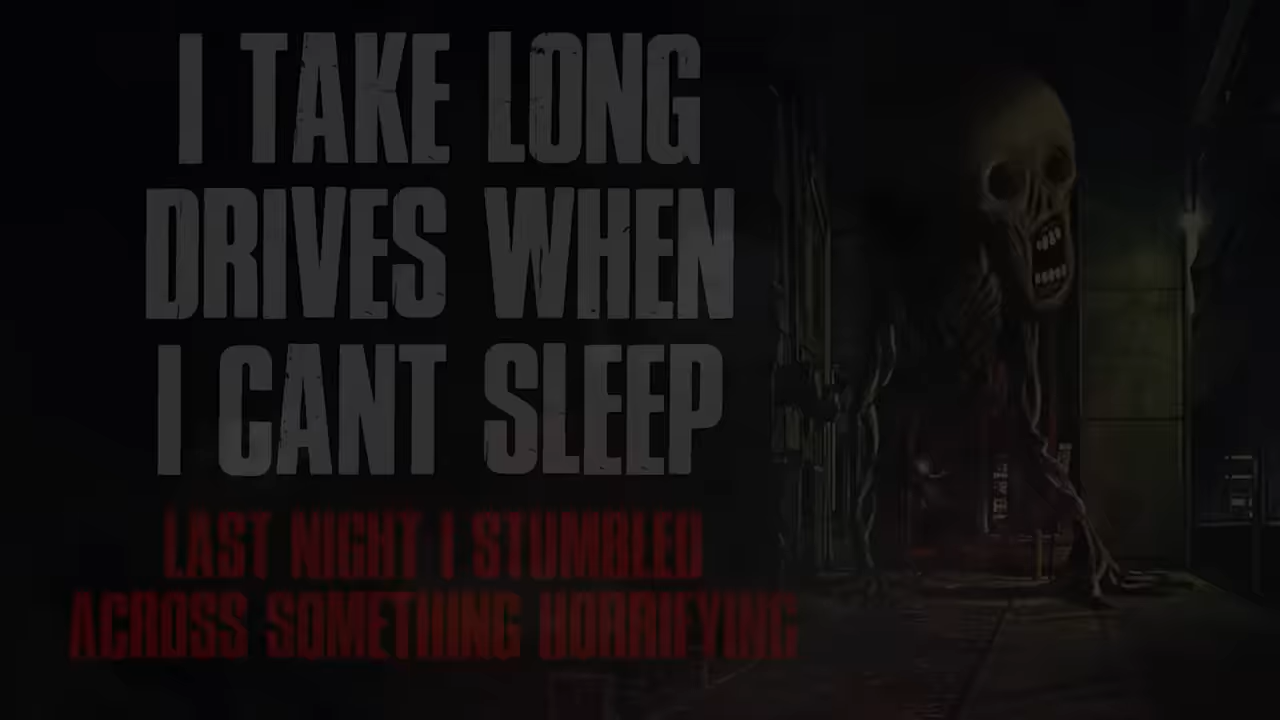 I TAKE LONG
DRIVES WHEN
I CANT SLEEP
LAST NIGHT I STUMBLED
ACROSS SOMETHING HORRIFYING